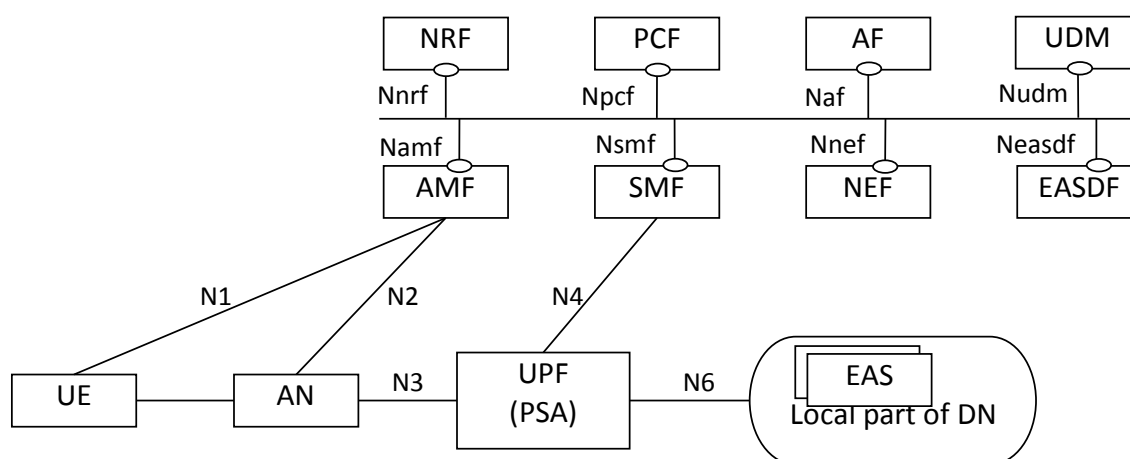 NRF
PCF
AF
UDM
Nnrf
Npcf
Naf
Nudm
Namf
Nsmf
Nnef
Neasdf
AMF
SMF
NEF
EASDF
N1
N2
N4
UE
AN
N3
UPF
(PSA)
N6
EAS
Local part of DN